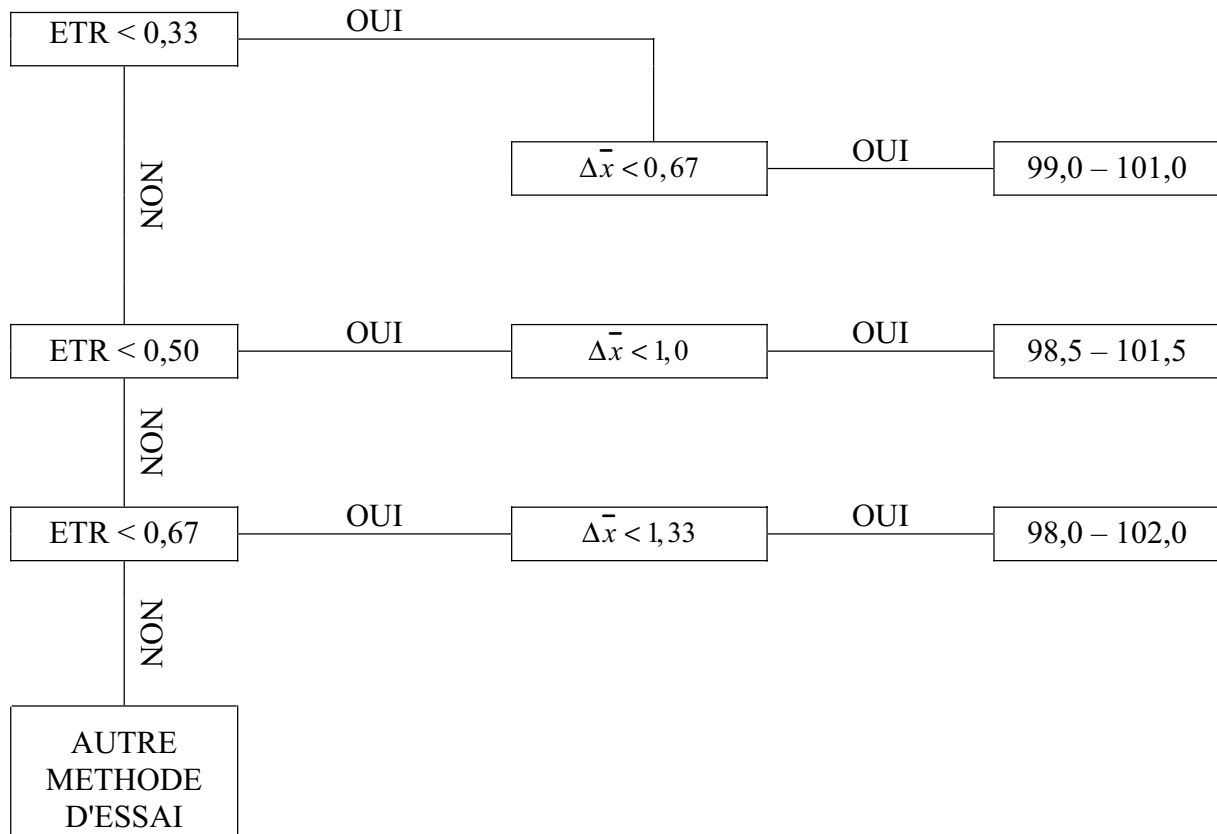 ETR < 0,33
OUI
NON
Δx̄ < 0,67
OUI
99,0 – 101,0
ETR < 0,50
OUI
Δx̄ < 1,0
OUI
98,5 – 101,5
NON
ETR < 0,67
OUI
Δx̄ < 1,33
OUI
98,0 – 102,0
NON
AUTRE
METHODE
D'ESSAI